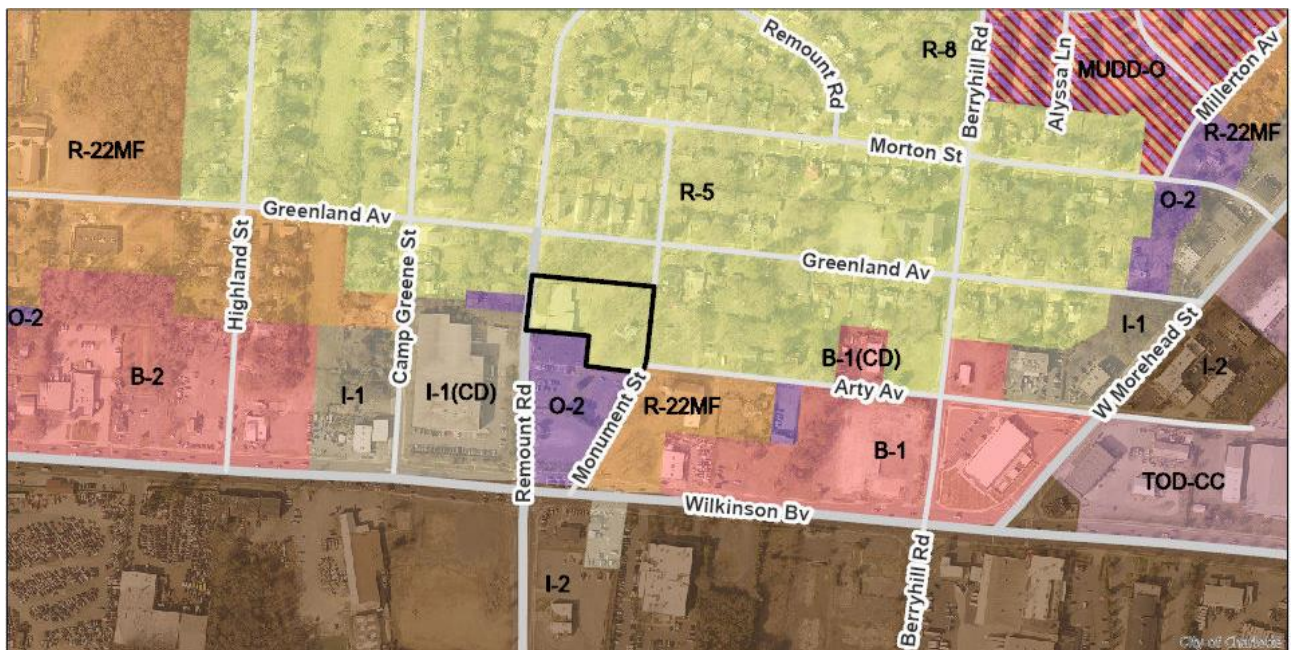 Remount Rd
R-8
Berryhill Rd
Alyssa Ln
MUDD-O
Millerton Av
R-22MF
R-22MF
Morton St
R-5
O-2
Greenland Av
Highland St
Camp Greene St
Greenland Av
O-2
I-1
W Morehead St
I-2
B-2
I-1
I-1(CD)
Remount Rd
O-2
Monument St
R-22MF
B-1(CD)
Arty Av
B-1
TOD-CC
Wilkinson Bv
I-2
Berryhill Rd
City of Charlotte